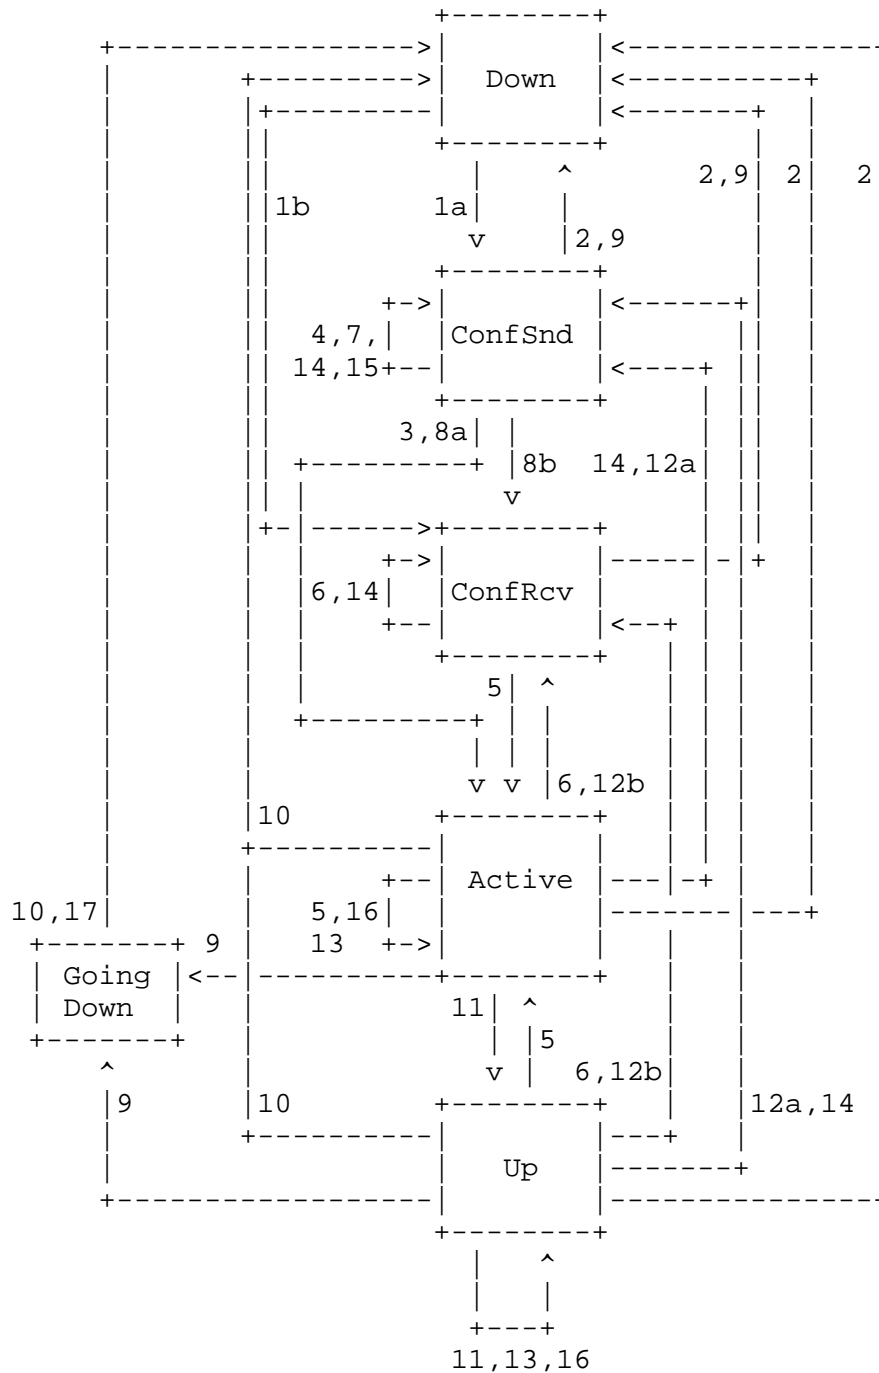 Down
2,9 2 2
1b 1a
2,9
4,7, ConfSnd
14,15
3,8a
8b 14,12a
6,14 ConfRcv
5
6,12b
10
Active
10,17 5,16
9 13
Going
Down 11
5
6,12b
9 10 12a,14
Up
11,13,16